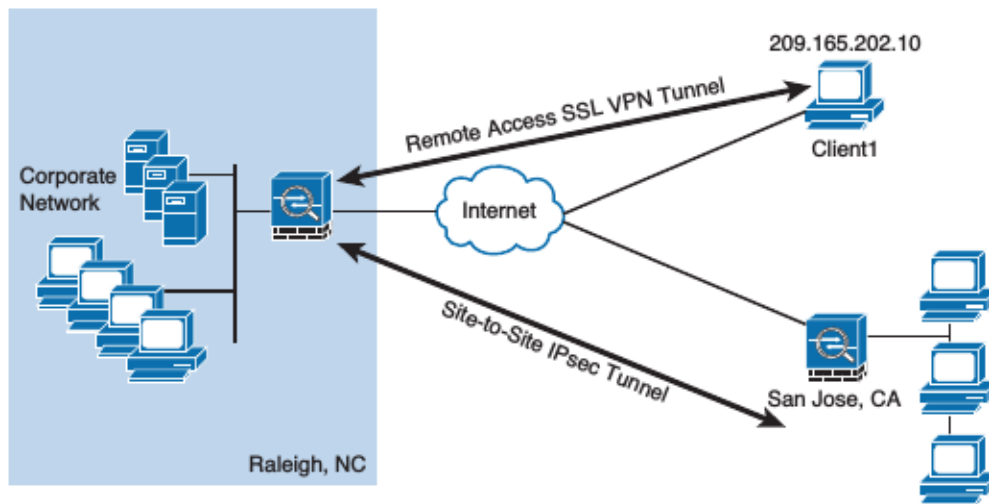 209.165.202.10
Remote Access SSL VPN Tunnel
Client1
Corporate
Network
Internet
Site-to-Site IPsec Tunnel
San Jose, CA
Raleigh, NC